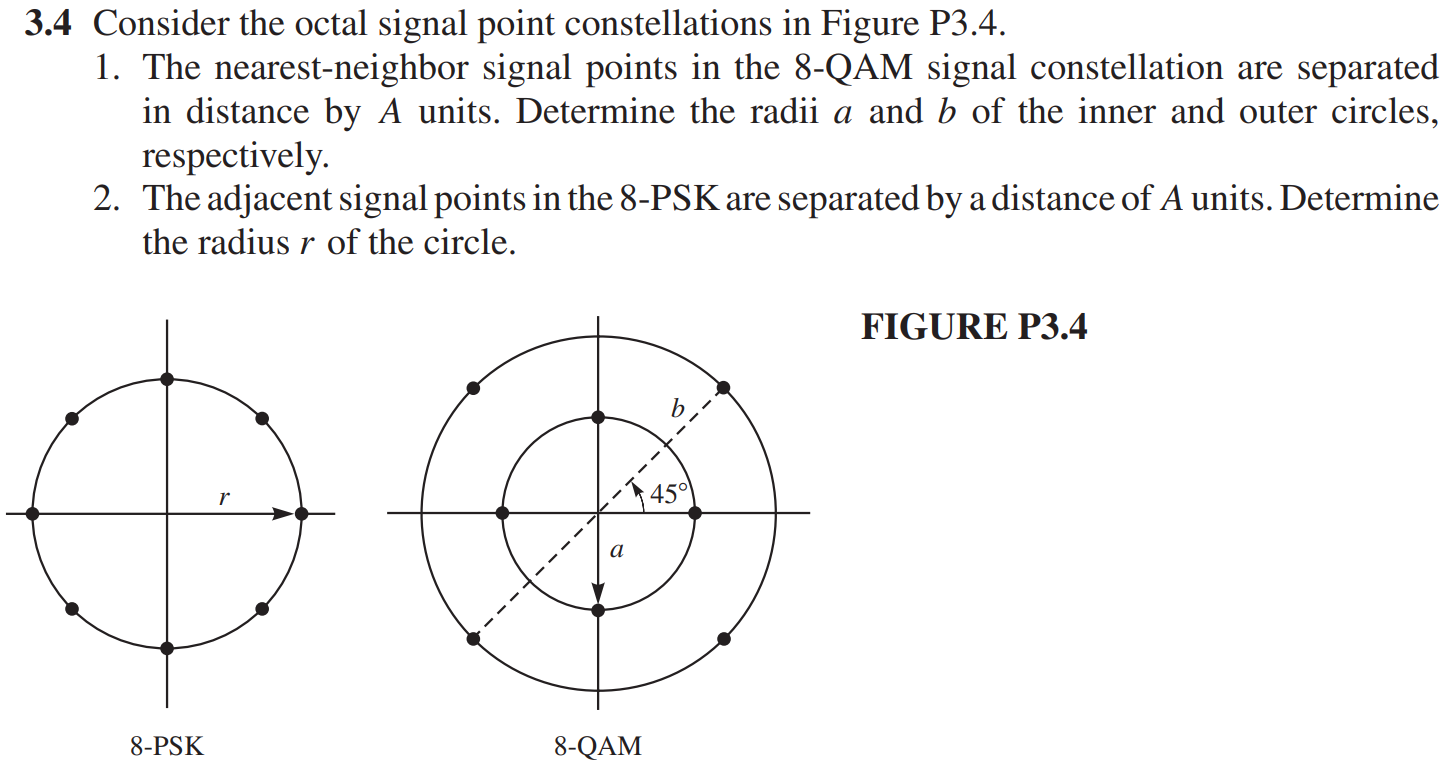 3.4 Consider the octal signal point constellations in Figure P3.4.
1. The nearest-neighbor signal points in the 8-QAM signal constellation are separated
in distance by A units. Determine the radii a and b of the inner and outer circles,
respectively.
2. The adjacent signal points in the 8-PSK are separated by a distance of A units. Determine
the radius r of the circle.
FIGURE P3.4
b
r
45°
a
8-PSK
8-QAM